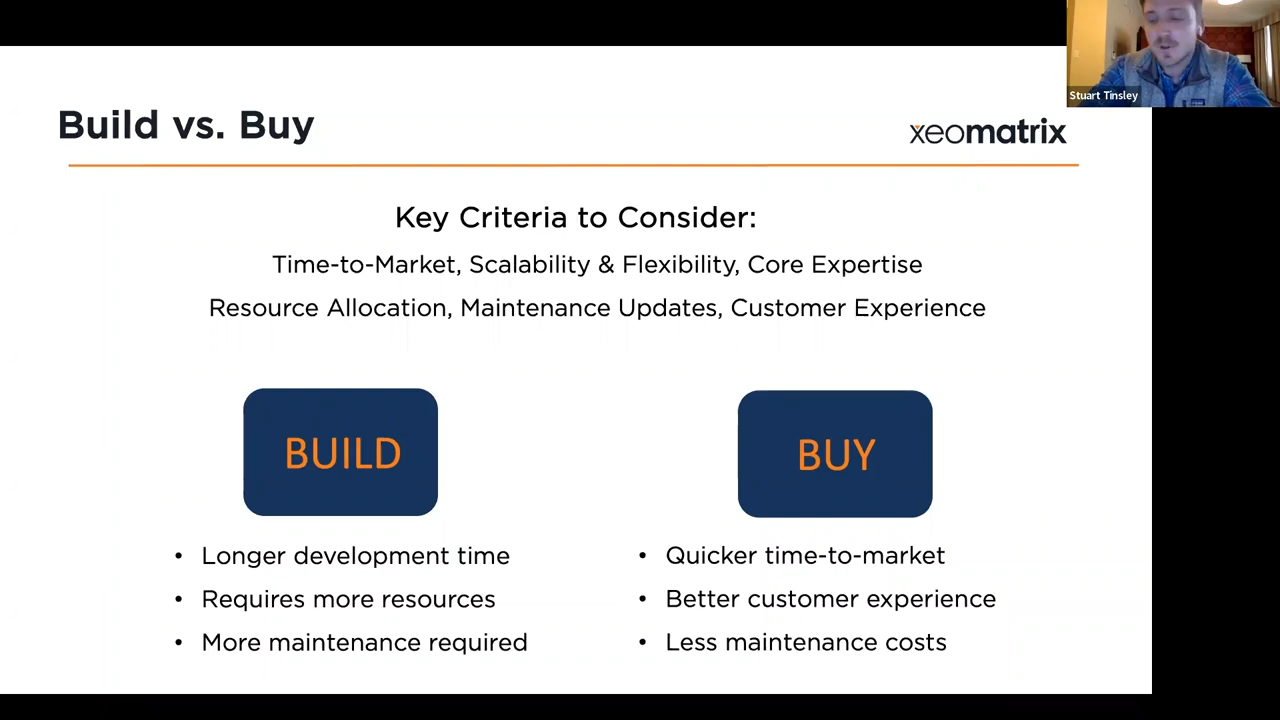 Stuart Tinsley
Build vs. Buy
xeomatrix
Key Criteria to Consider:
Time-to-Market, Scalability & Flexibility, Core Expertise
Resource Allocation, Maintenance Updates, Customer Experience
BUILD
• Longer development time
• Requires more resources
• More maintenance required
BUY
• Quicker time-to-market
• Better customer experience
• Less maintenance costs